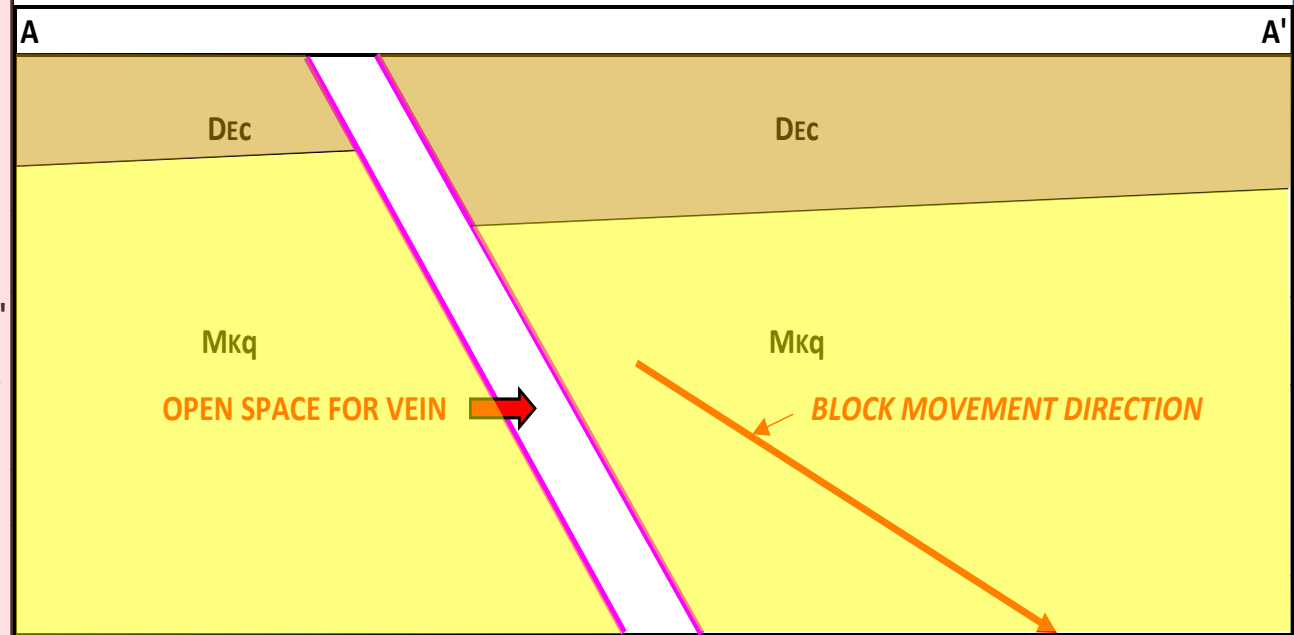 A A'
DEC DEC
MKq MKq
OPEN SPACE FOR VEIN BLOCK MOVEMENT DIRECTION